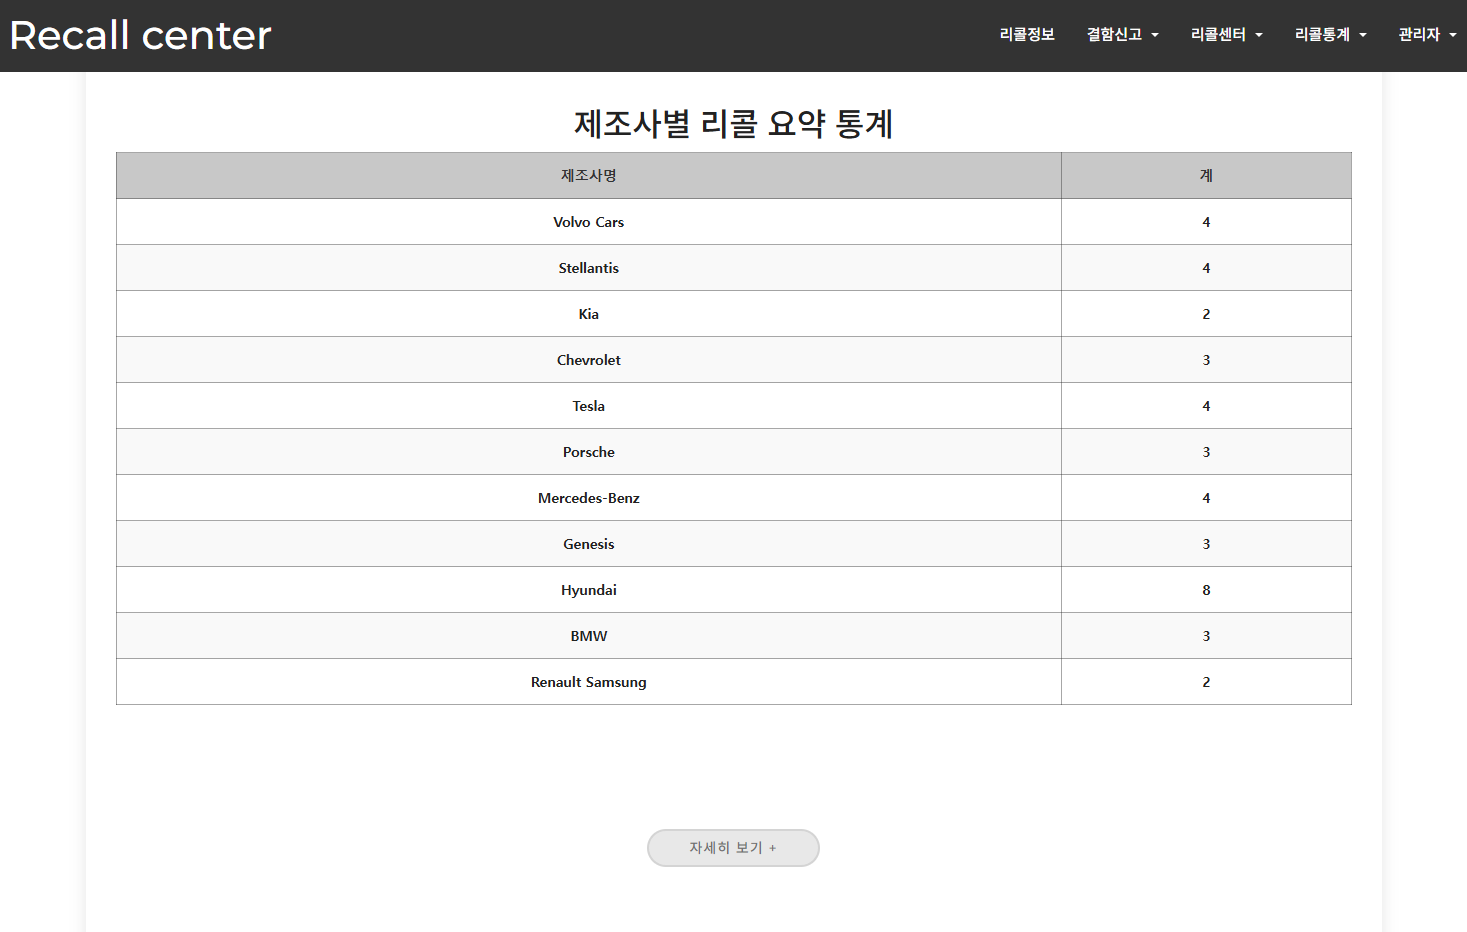 Recall center 리콜정보 결함신고 리콜센터 리콜통계 관리자
제조사별 리콜 요약 통계
제조사명 계
Volvo Cars 4
Stellantis 4
Kia 2
Chevrolet 3
Tesla 4
Porsche 3
Mercedes-Benz 4
Genesis 3
Hyundai 8
BMW 3
Renault Samsung 2
자세히 보기 +